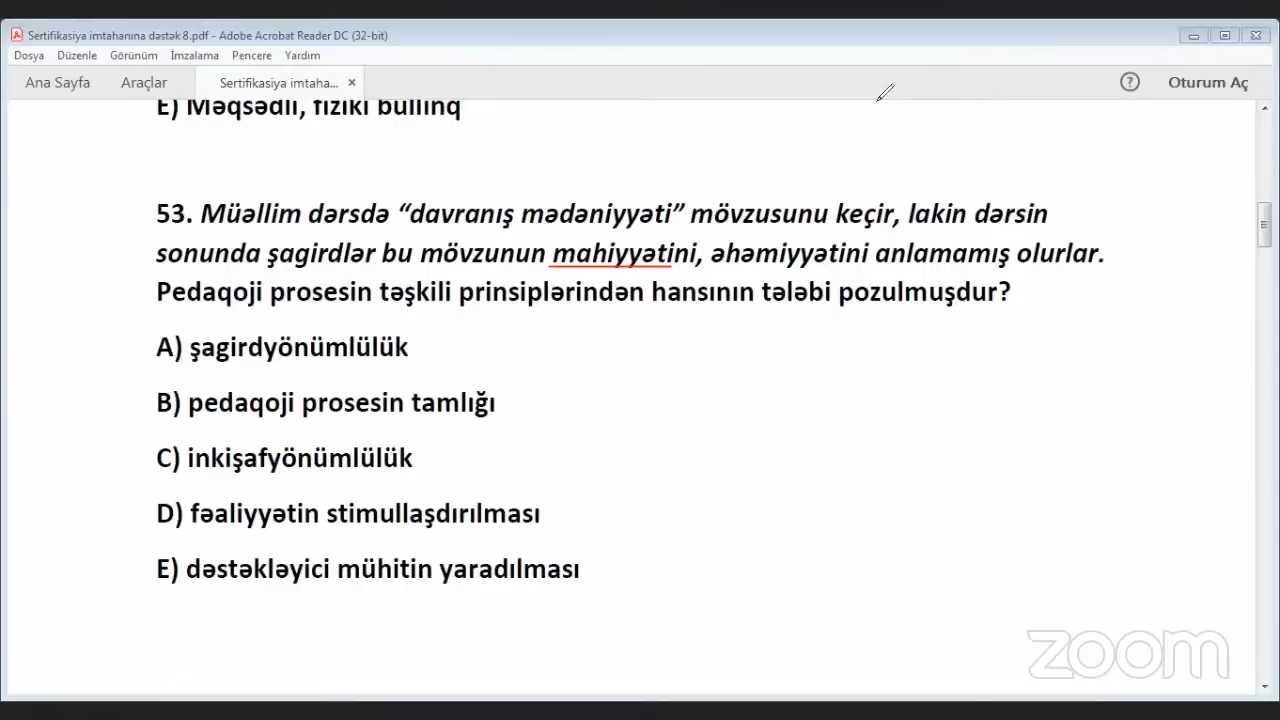 Sertifikasiya imtahanına dəstək 8.pdf - Adobe Acrobat Reader DC (32-bit)
Dosya Düzenle Görünüm İmzalama Pencere Yardım
Ana Sayfa Araçlar Sertifikasiya imtaha... × ? Oturum Aç
E) Məqsədli, fiziki bullinq
53. Müəllim dərsdə “davranış mədəniyyəti” mövzusunu keçir, lakin dərsin
sonunda şagirdlər bu mövzunun mahiyyətini, əhəmiyyətini anlamamış olurlar.
Pedaqoji prosesin təşkili prinsiplərindən hansının tələbi pozulmuşdur?
A) şagirdyönümlülük
B) pedaqoji prosesin tamlığı
C) inkişafyönümlülük
D) fəaliyyətin stimullaşdırılması
E) dəstəkləyici mühitin yaradılması
zoom